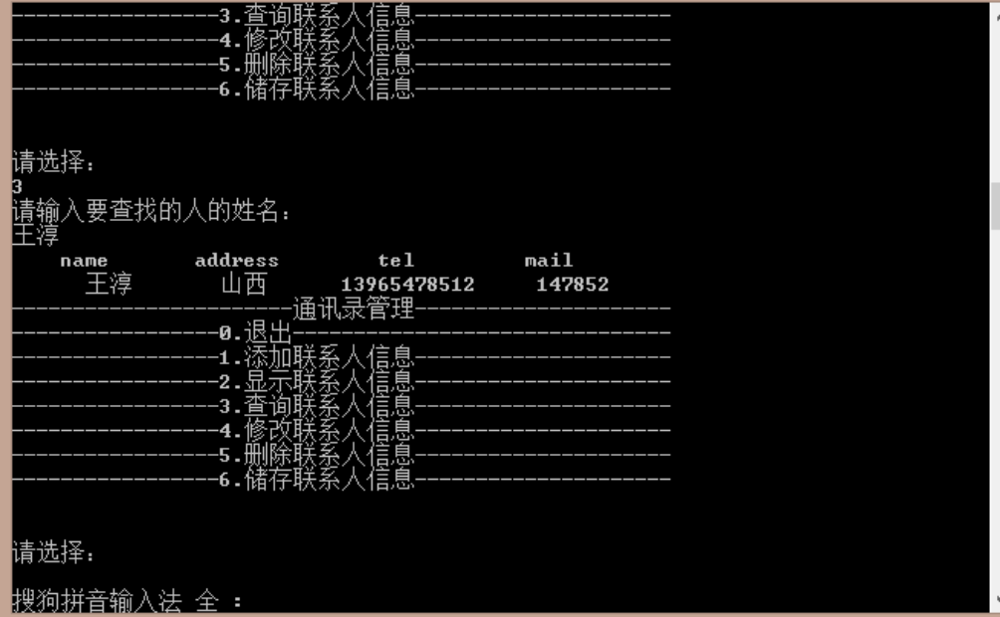 -----------------3.查询联系人信息---------------------
-----------------4.修改联系人信息---------------------
-----------------5.删除联系人信息---------------------
-----------------6.储存联系人信息---------------------
请选择：
3
请输入要查找的人的姓名：
王淳
name address tel mail
王淳 山西 13965478512 147852
-----------------------通讯录管理---------------------
-----------------0.退出-------------------------------
-----------------1.添加联系人信息---------------------
-----------------2.显示联系人信息---------------------
-----------------3.查询联系人信息---------------------
-----------------4.修改联系人信息---------------------
-----------------5.删除联系人信息---------------------
-----------------6.储存联系人信息---------------------
请选择：
搜狗拼音输入法 全 :